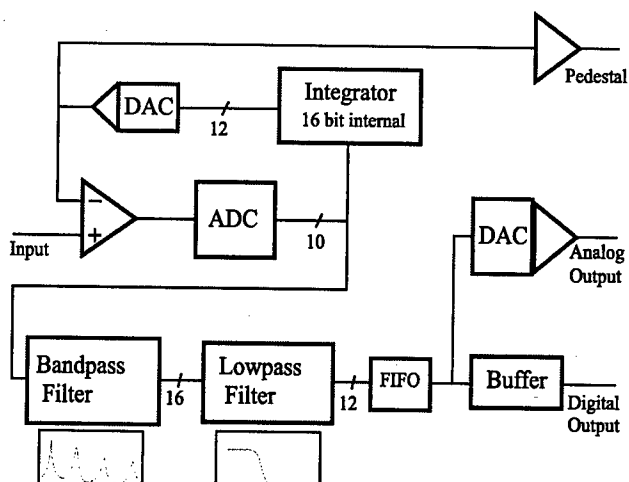 Pedestal
DAC
12
Integrator
16 bit internal
−
+
Input
ADC
10
DAC
Analog
Output
Bandpass
Filter
16
Lowpass
Filter
12
FIFO
Buffer
Digital
Output